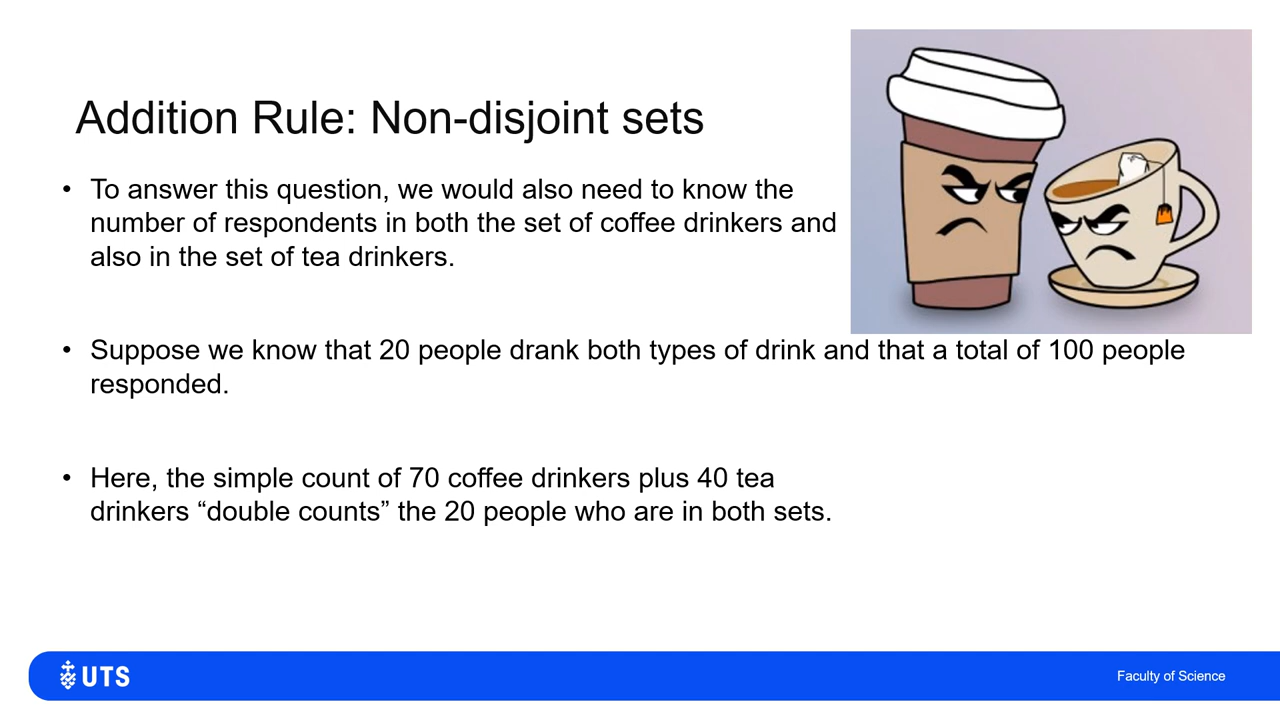 Addition Rule: Non-disjoint sets
• To answer this question, we would also need to know the
number of respondents in both the set of coffee drinkers and
also in the set of tea drinkers.
• Suppose we know that 20 people drank both types of drink and that a total of 100 people
responded.
• Here, the simple count of 70 coffee drinkers plus 40 tea
drinkers “double counts” the 20 people who are in both sets.
UTS
Faculty of Science